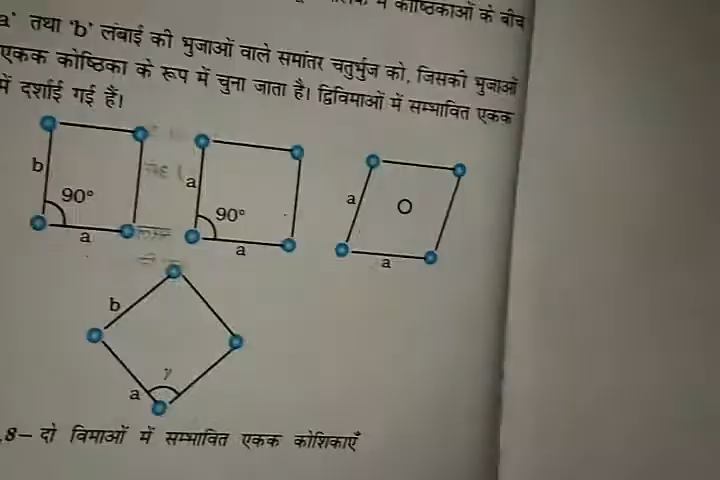 में कोष्ठिकाओं के बीच
a' तथा 'b' लंबाई की भुजाओं वाले समांतर चतुर्भुज को, जिसकी भुजाओं
एकक कोष्ठिका के रूप में चुना जाता है। द्विविमाओं में सम्भावित एकक
में दर्शाई गई हैं।
b 90° a
a 90° a
a O a
b
a γ
.8– दो विमाओं में सम्भावित एकक कोशिकाएँ